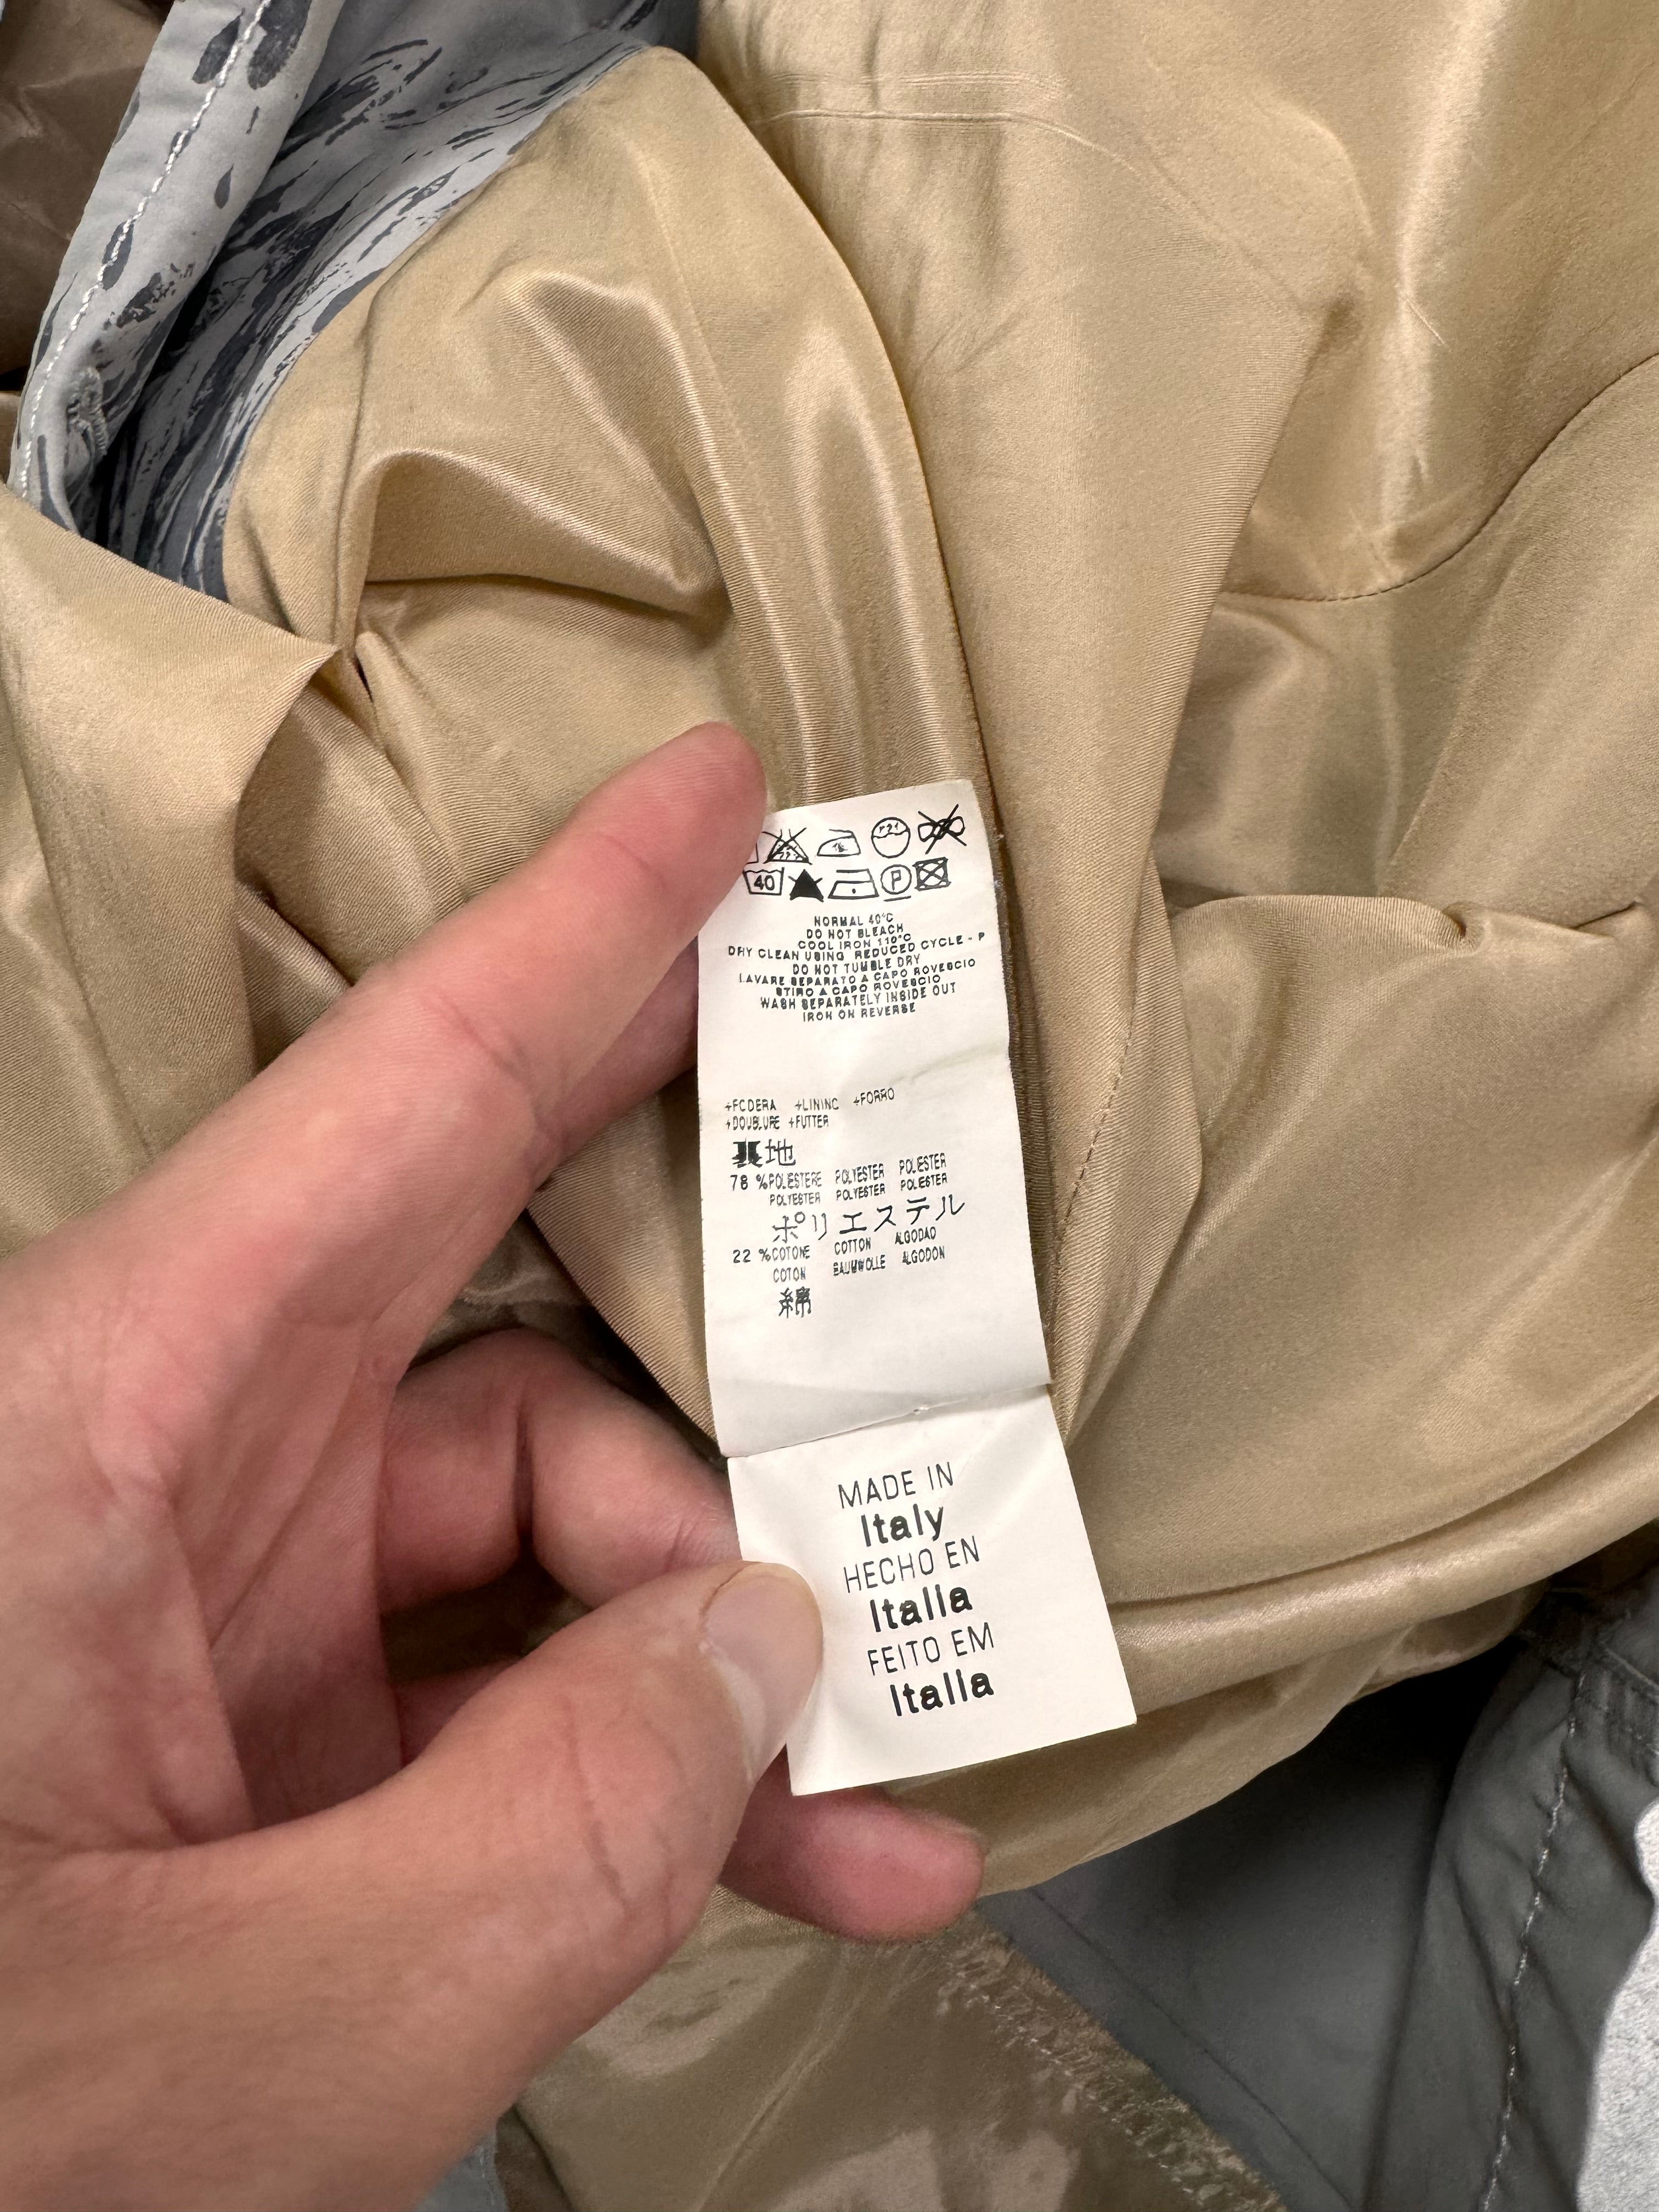 40
P
NORMAL 40°C
DO NOT BLEACH
COOL IRON 110°C
DRY CLEAN USING REDUCED CYCLE - P
DO NOT TUMBLE DRY
LAVARE SEPARATO A CAPO ROVESCIO
STIRO A CAPO ROVESCIO
WASH SEPARATELY INSIDE OUT
IRON ON REVERSE
+FODERA +LINING +FORRO
+DOUBLURE +FUTTER
裏地
78 %POLIESTERE POLYESTER POLIESTER
POLYESTER POLYESTER POLIESTER
ポリエステル
22 %COTONE COTTON ALGODAO
COTON BAUMWOLLE ALGODON
綿
MADE IN
Italy
HECHO EN
Italia
FEITO EM
Italia